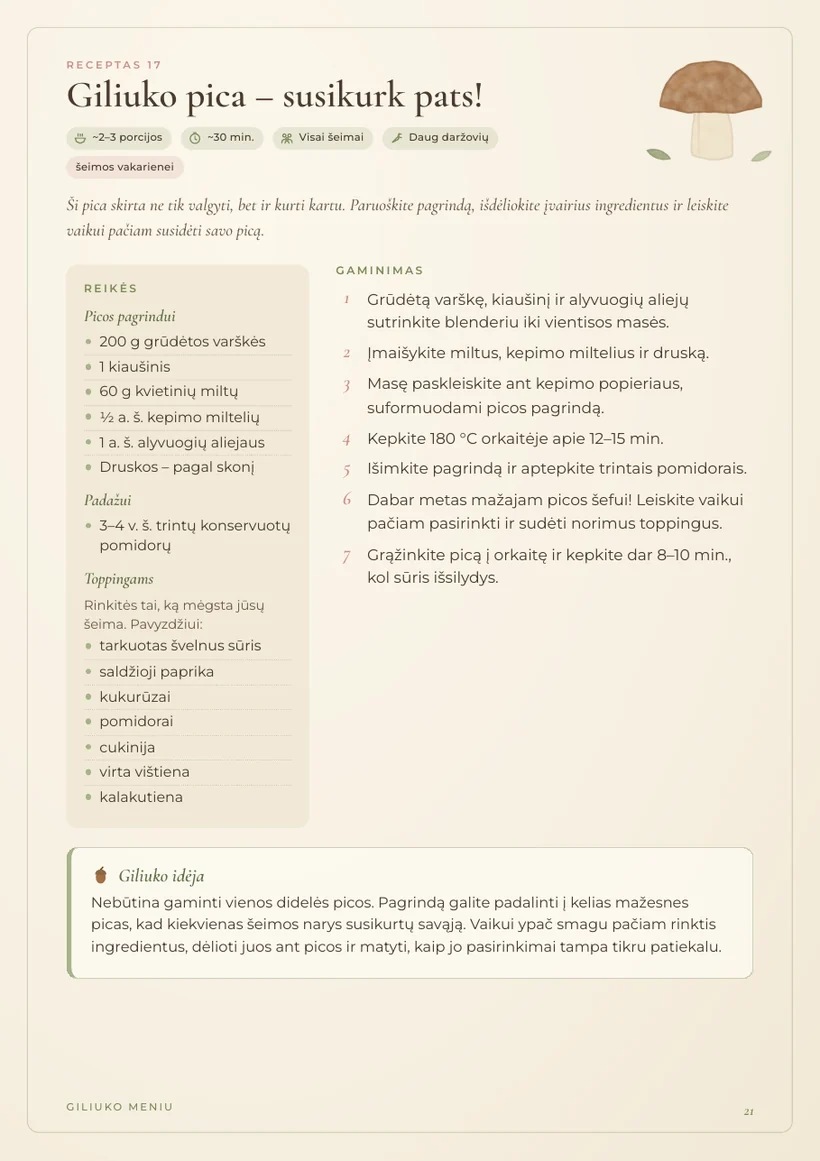 RECEPTAS 17
Giliuko pica – susikurk pats!
~2–3 porcijos
~30 min.
Visai šeimai
Daug daržovių
šeimos vakarienei
Ši pica skirta ne tik valgyti, bet ir kurti kartu. Paruoškite pagrindą, išdėliokite įvairius ingredientus ir leiskite
vaikui pačiam susidėti savo picą.
REIKĖS
Picos pagrindui
200 g grūdėtos varškės
1 kiaušinis
60 g kvietinių miltų
½ a. š. kepimo miltelių
1 a. š. alyvuogių aliejaus
Druskos – pagal skonį
Padažui
3–4 v. š. trintų konservuotų
pomidorų
Toppingams
Rinkitės tai, ką mėgsta jūsų
šeima. Pavyzdžiui:
tarkuotas švelnus sūris
saldžioji paprika
kukurūzai
pomidorai
cukinija
virta vištiena
kalakutiena
GAMINIMAS
1 Grūdėtą varškę, kiaušinį ir alyvuogių aliejų
sutrinkite blenderiu iki vientisos masės.
2 Įmaišykite miltus, kepimo miltelius ir druską.
3 Masę paskleiskite ant kepimo popieriaus,
suformuodami picos pagrindą.
4 Kepkite 180 °C orkaitėje apie 12–15 min.
5 Išimkite pagrindą ir aptepkite trintais pomidorais.
6 Dabar metas mažajam picos šefui! Leiskite vaikui
pačiam pasirinkti ir sudėti norimus toppingus.
7 Grąžinkite picą į orkaitę ir kepkite dar 8–10 min.,
kol sūris išsilydys.
Giliuko idėja
Nebūtina gaminti vienos didelės picos. Pagrindą galite padalinti į kelias mažesnes
picas, kad kiekvienas šeimos narys susikurtų savąją. Vaikui ypač smagu pačiam rinktis
ingredientus, dėlioti juos ant picos ir matyti, kaip jo pasirinkimai tampa tikru patiekalu.
GILIUKO MENIU
21